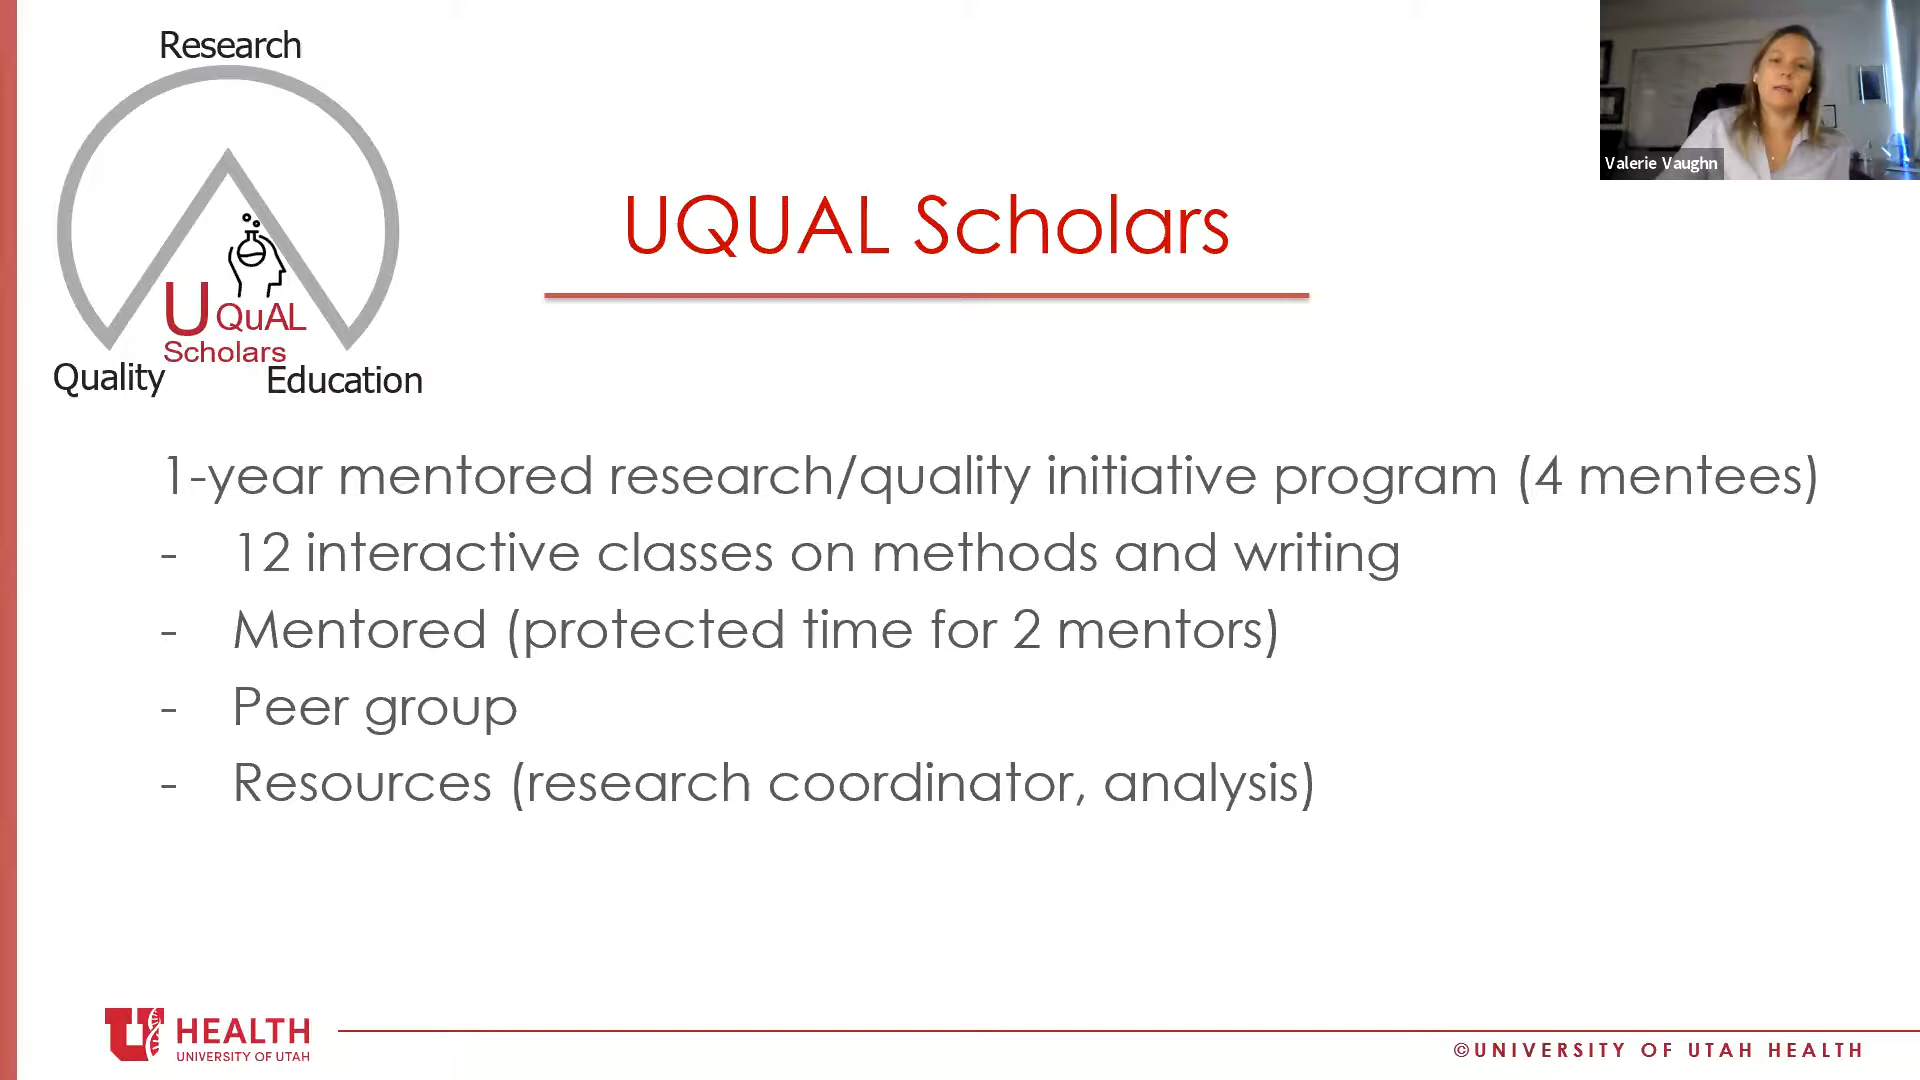 Research
Valerie Vaughn
UQUAL Scholars
U QuAL
Scholars
Quality
Education
1-year mentored research/quality initiative program (4 mentees)
- 12 interactive classes on methods and writing
- Mentored (protected time for 2 mentors)
- Peer group
- Resources (research coordinator, analysis)
U HEALTH
UNIVERSITY OF UTAH
©UNIVERSITY OF UTAH HEALTH